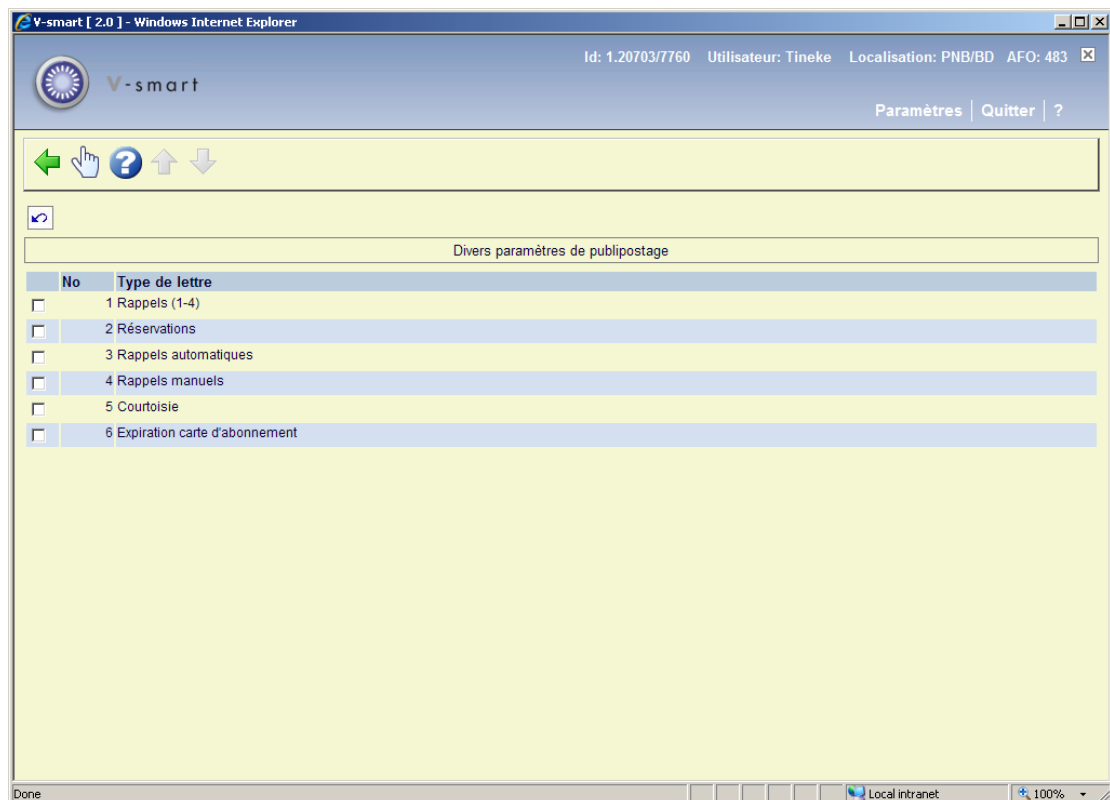 V-smart [ 2.0 ] - Windows Internet Explorer
Id: 1.20703/7760 Utilisateur: Tineke Localisation: PNB/BD AFO: 483
V-smart
Paramètres | Quitter | ?
?
Divers paramètres de publipostage
No Type de lettre
1 Rappels (1-4)
2 Réservations
3 Rappels automatiques
4 Rappels manuels
5 Courtoisie
6 Expiration carte d'abonnement
Done Local intranet 100%